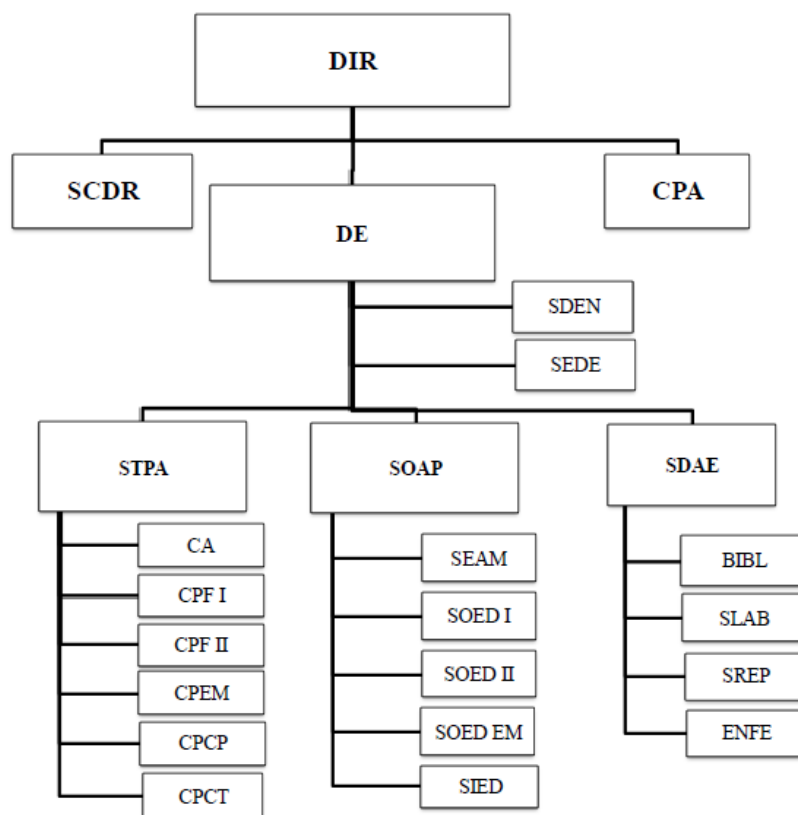 DIR
SCDR
CPA
DE
SDEN
SEDE
STPA
SOAP
SDAE
CA
CPF I
CPF II
CPEM
CPCP
CPCT
SEAM
SOED I
SOED II
SOED EM
SIED
BIBL
SLAB
SREP
ENFE